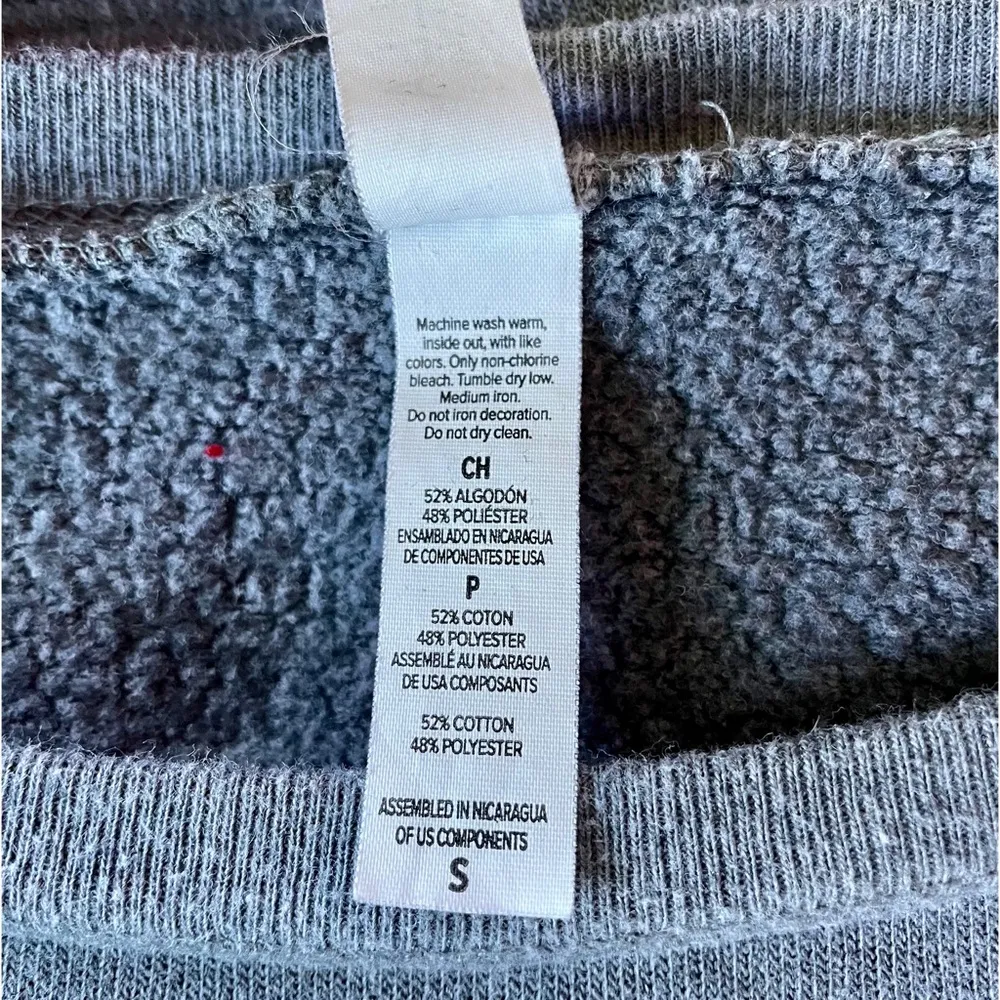 Machine wash warm,
inside out, with like
colors. Only non-chlorine
bleach. Tumble dry low.
Medium iron.
Do not iron decoration.
Do not dry clean.
CH
52% ALGODÓN
48% POLIÉSTER
ENSAMBLADO EN NICARAGUA
DE COMPONENTES DE USA
P
52% COTON
48% POLYESTER
ASSEMBLÉ AU NICARAGUA
DE USA COMPOSANTS
52% COTTON
48% POLYESTER
ASSEMBLED IN NICARAGUA
OF US COMPONENTS
S